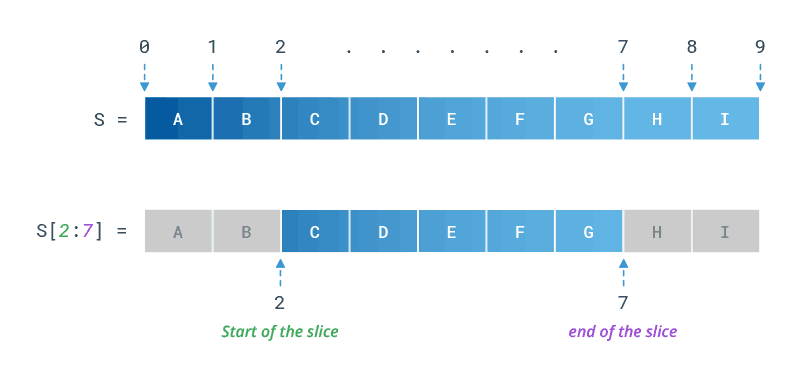 0 1 2 . . . . . . . 7 8 9
S = A B C D E F G H I
S[2:7] = A B C D E F G H I
2 7
Start of the slice end of the slice